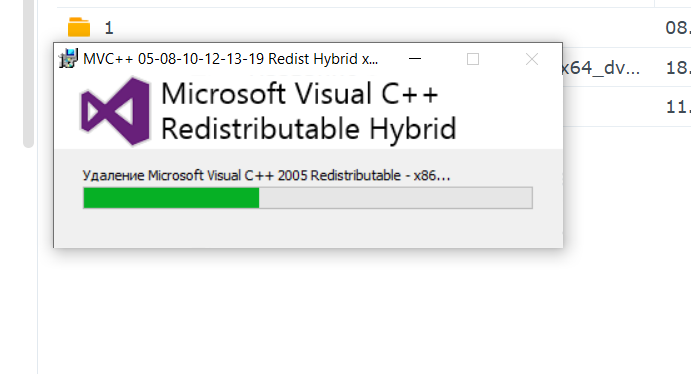 1
08.
MVC++ 05-08-10-12-13-19 Redist Hybrid x...
x64_dv...
18.
Microsoft Visual C++
Redistributable Hybrid
11.
Удаление Microsoft Visual C++ 2005 Redistributable - x86...